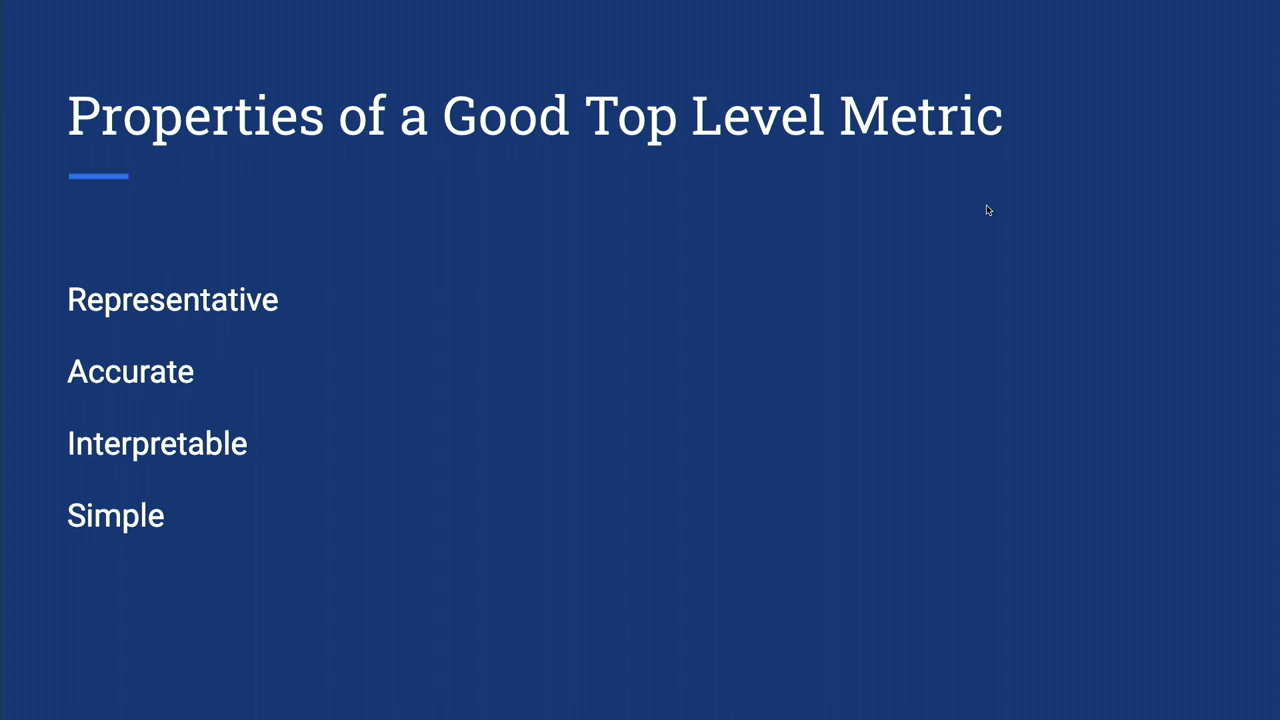 Properties of a Good Top Level Metric
Representative
Accurate
Interpretable
Simple